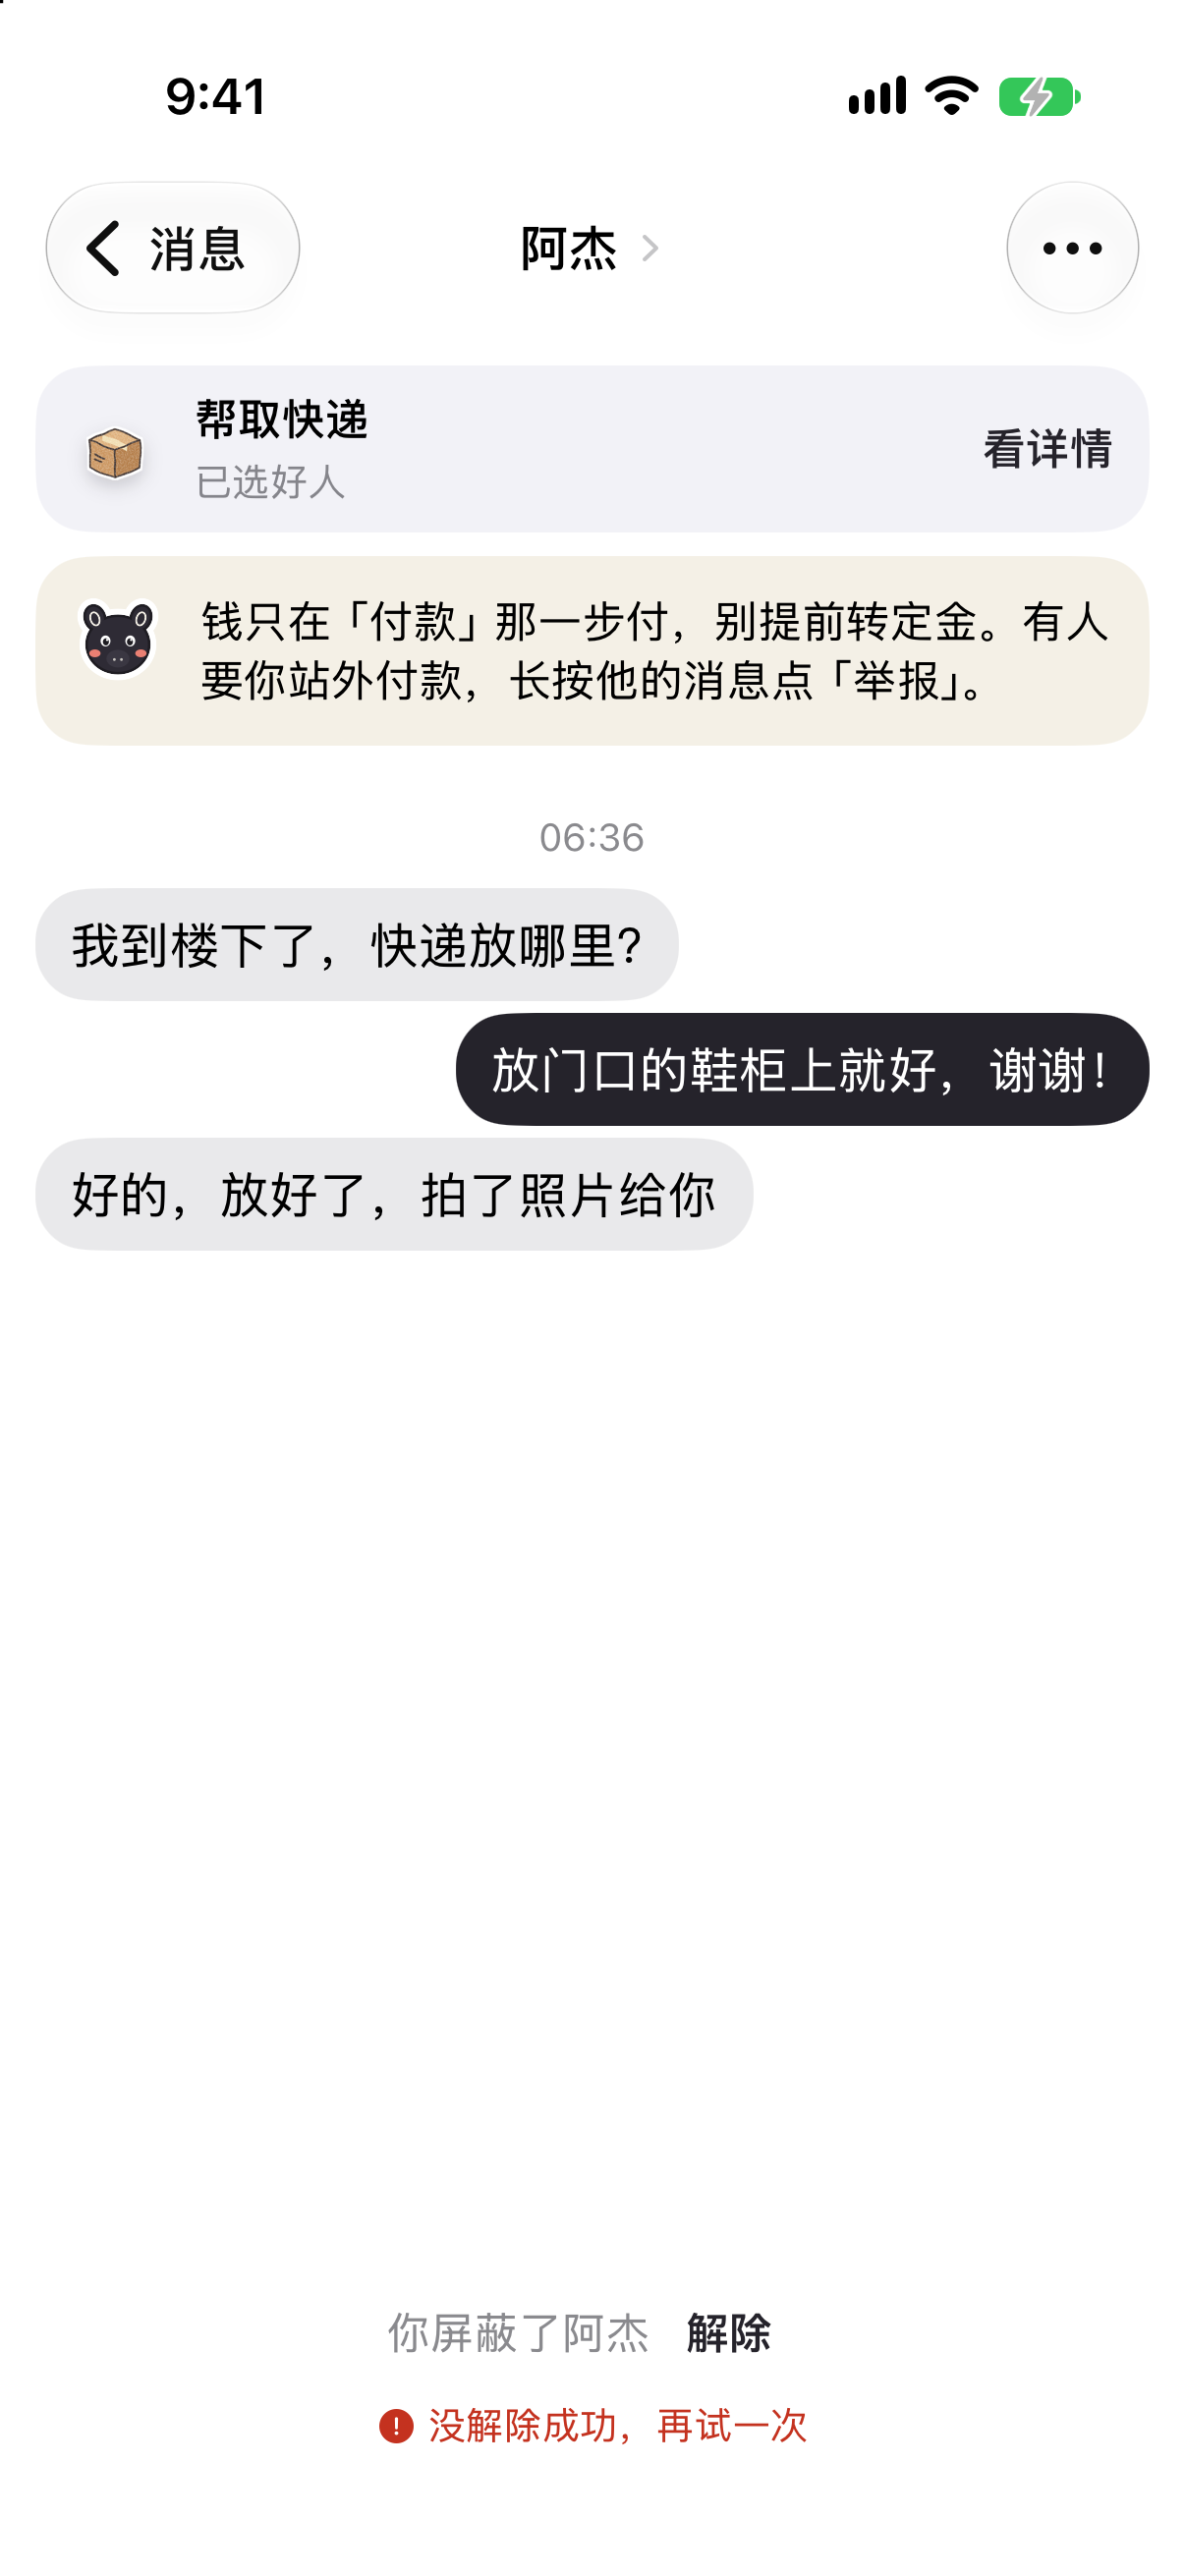 9:41
消息
阿杰
帮取快递
已选好人
看详情
钱只在「付款」那一步付，别提前转定金。有人
要你站外付款，长按他的消息点「举报」。
06:36
我到楼下了，快递放哪里?
放门口的鞋柜上就好，谢谢！
好的，放好了，拍了照片给你
你屏蔽了阿杰 解除
没解除成功，再试一次